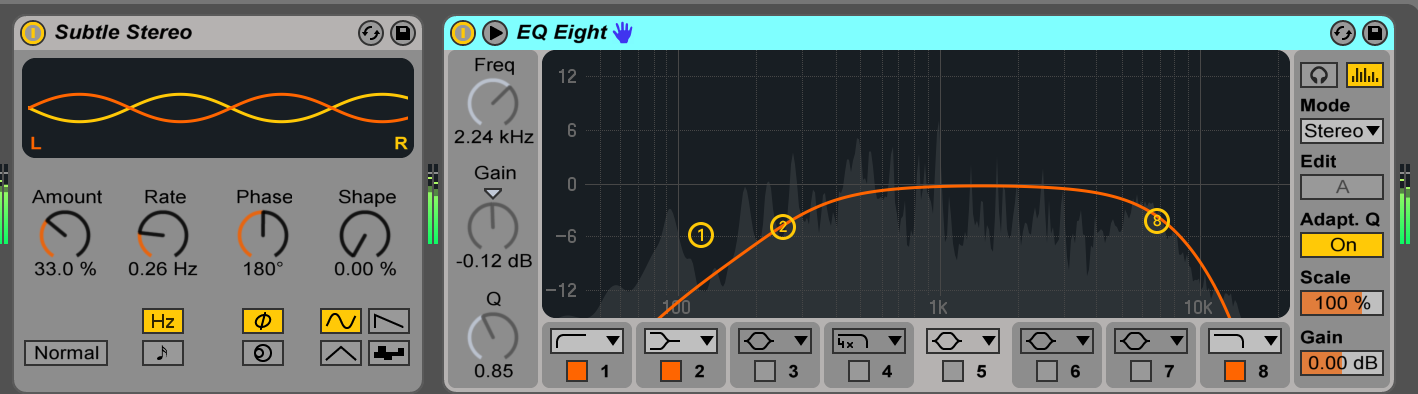 Subtle Stereo
L
R
Amount
Rate
Phase
Shape
33.0 %
0.26 Hz
180°
0.00 %
Hz
Φ
Normal
EQ Eight
Freq
2.24 kHz
Gain
-0.12 dB
Q
0.85
12
6
0
−6
−12
100
1k
10k
1
2
8
4x
1
2
3
4
5
6
7
8
Mode
Stereo
Edit
A
Adapt. Q
On
Scale
100 %
Gain
0.00 dB